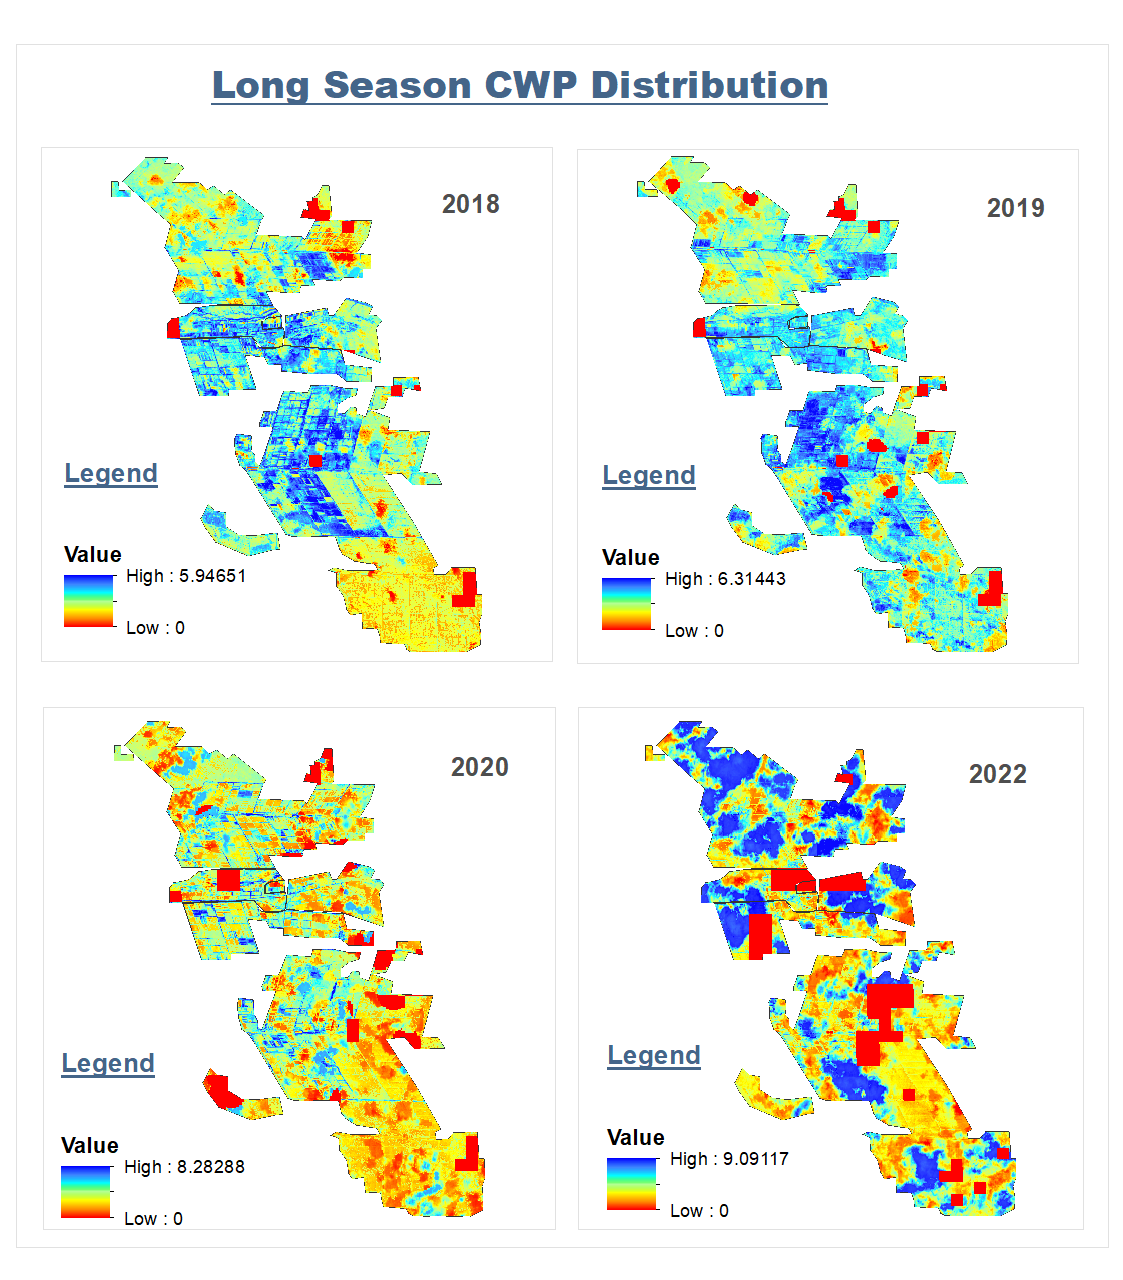 Long Season CWP Distribution
2018
Legend
Value
High : 5.94651
Low : 0
2019
Legend
Value
High : 6.31443
Low : 0
2020
Legend
Value
High : 8.28288
Low : 0
2022
Legend
Value
High : 9.09117
Low : 0